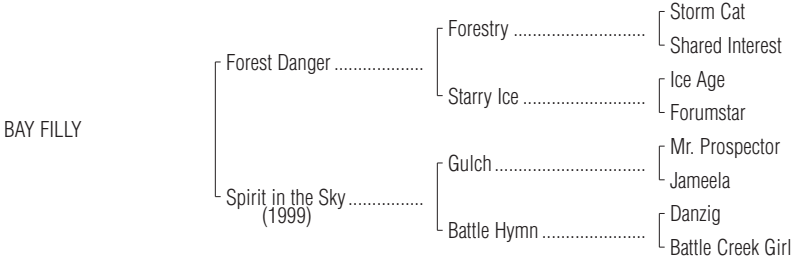 Storm Cat
Forestry ..........................
Shared Interest
Forest Danger ..................
Ice Age
Starry Ice ........................
Forumstar
BAY FILLY
Mr. Prospector
Gulch ..............................
Jameela
Spirit in the Sky ...............
(1999)
Danzig
Battle Hymn .....................
Battle Creek Girl